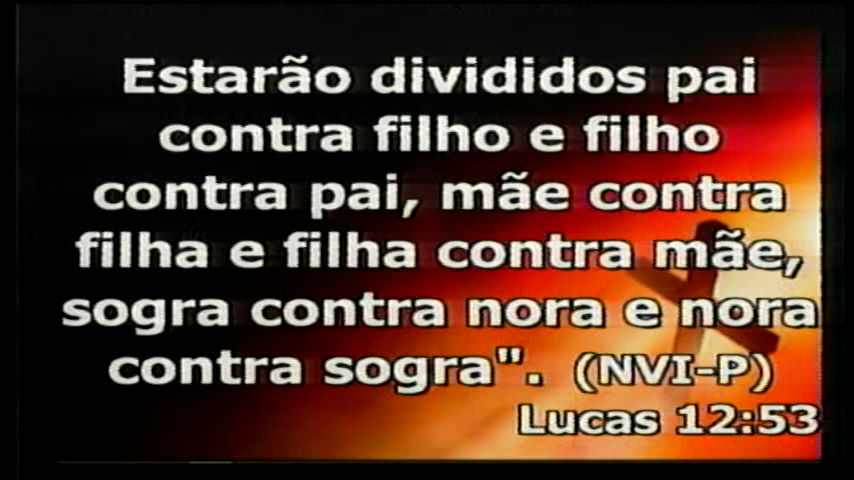 Estarão divididos pai
contra filho e filho
contra pai, mãe contra
filha e filha contra mãe,
sogra contra nora e nora
contra sogra". (NVI-P)
Lucas 12:53